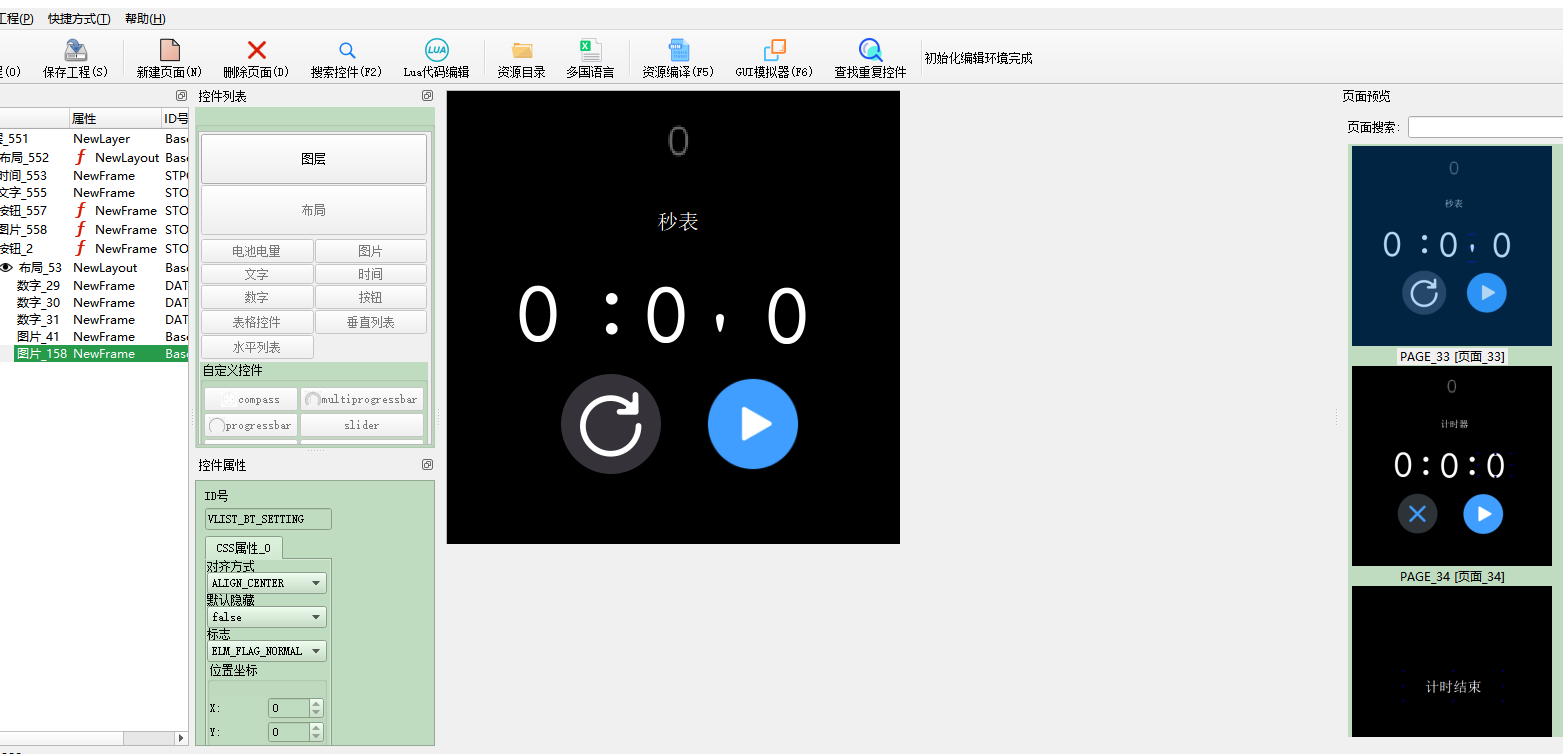 工程(P) 快捷方式(T) 帮助(H)
(O) 保存工程(S) 新建页面(N) 删除页面(D) 搜索控件(F2) LUA Lua代码编辑 资源目录 多国语言 资源编译(F5) GUI模拟器(F6) 查找重复控件 初始化编辑环境完成
属性 ID号
_551 NewLayer Base
布局_552 NewLayout Base
时间_553 NewFrame STP
文字_555 NewFrame STO
按钮_557 NewFrame STO
图片_558 NewFrame STO
按钮_2 NewFrame STO
布局_53 NewLayout Base
数字_29 NewFrame DAT
数字_30 NewFrame DAT
数字_31 NewFrame DAT
图片_41 NewFrame Base
图片_158 NewFrame Base
控件列表
图层
布局
电池电量 图片
文字 时间
数字 按钮
表格控件 垂直列表
水平列表
自定义控件
compass multiprogressbar
progressbar slider
控件属性
ID号
VLIST_BT_SETTING
CSS属性_0
对齐方式
ALIGN_CENTER
默认隐藏
false
标志
ELM_FLAG_NORMAL
位置坐标
X: 0
Y: 0
0
秒表
0 :0, 0
页面预览
页面搜索:
0
秒表
0 :0, 0
PAGE_33 [页面_33]
0
计时器
0:0:0
PAGE_34 [页面_34]
计时结束